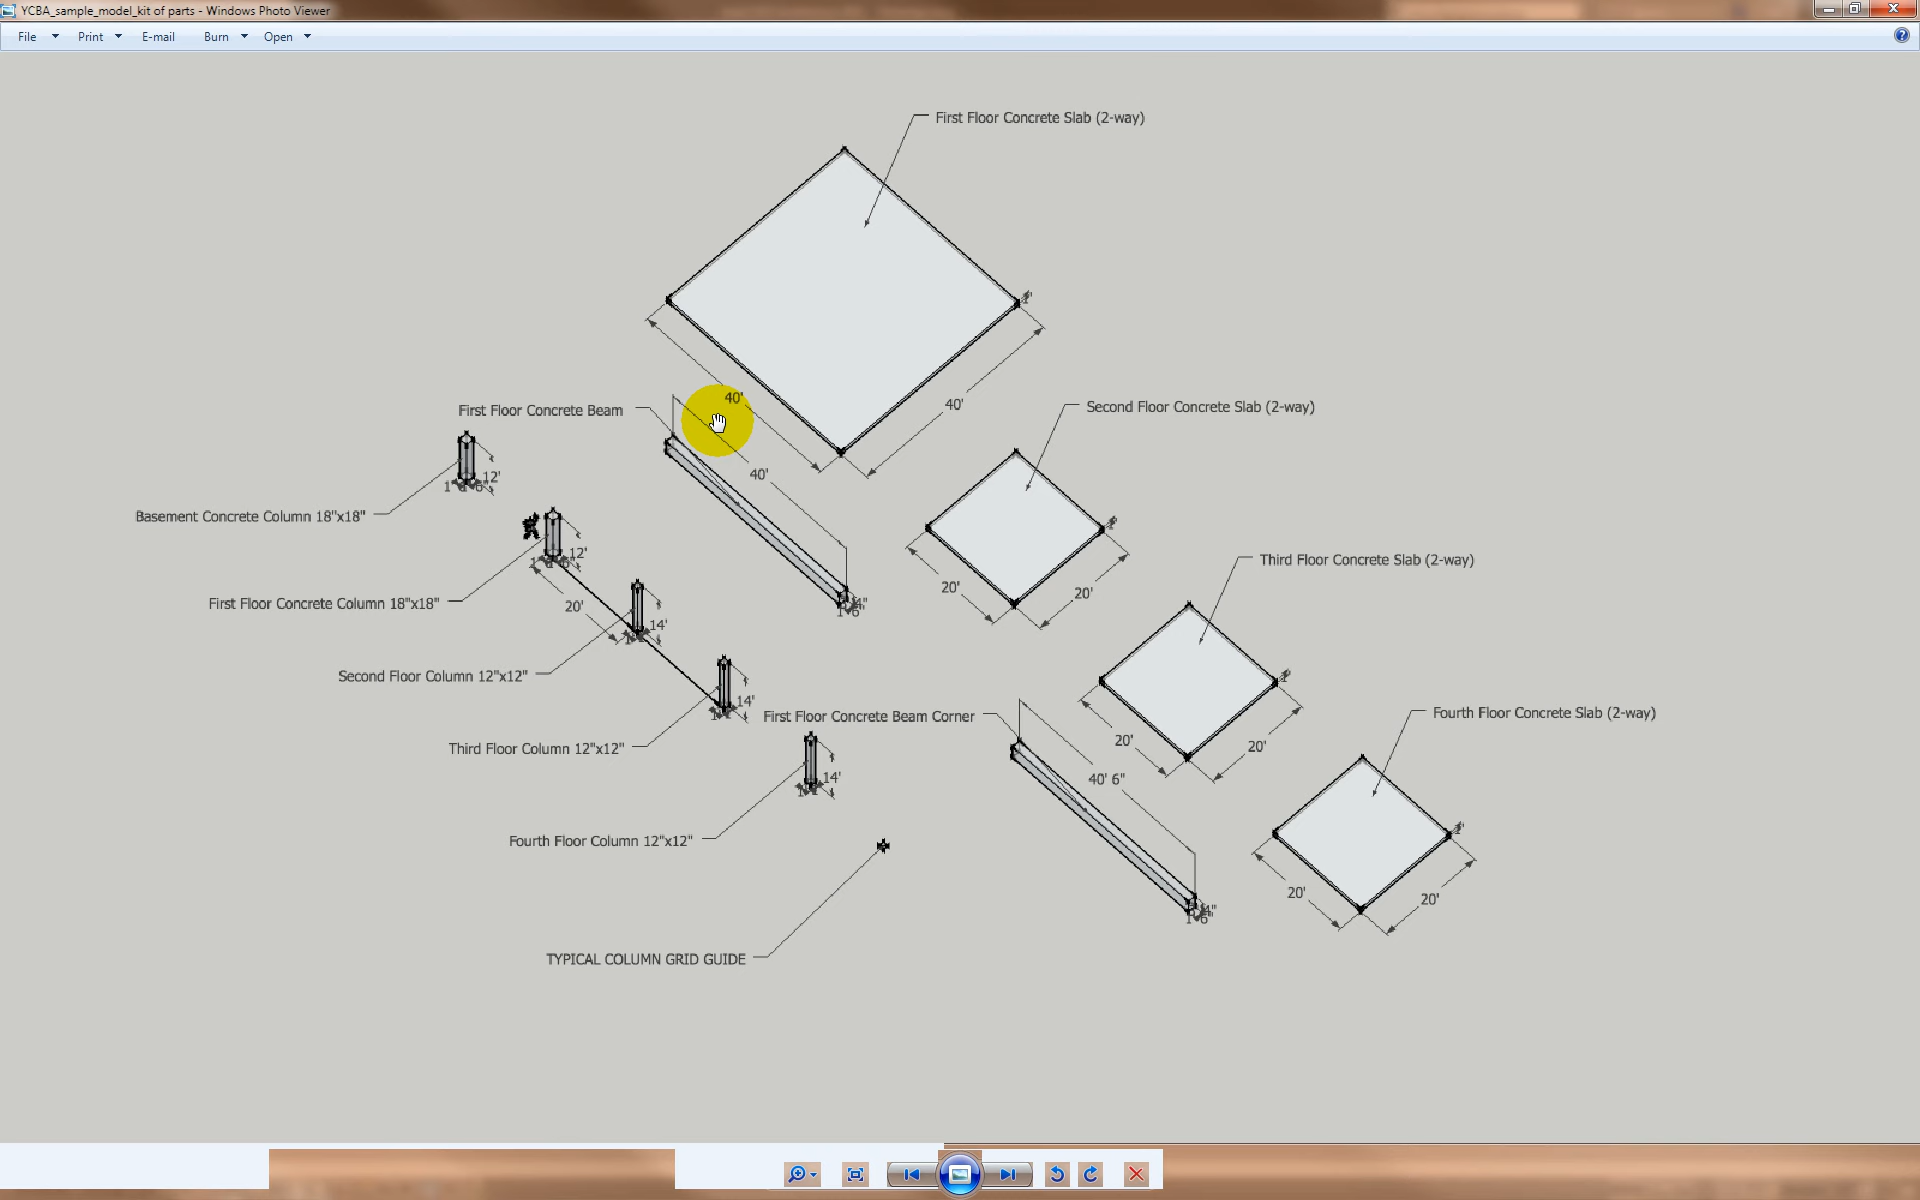 YCBA_sample_model_kit of parts - Windows Photo Viewer
File Print E-mail Burn Open
First Floor Concrete Slab (2-way)
40'
40'
First Floor Concrete Beam
40'
Second Floor Concrete Slab (2-way)
20'
20'
12'
Basement Concrete Column 18"x18"
12'
First Floor Concrete Column 18"x18"
20'
14'
Second Floor Column 12"x12"
Third Floor Concrete Slab (2-way)
20'
20'
14'
Third Floor Column 12"x12"
First Floor Concrete Beam Corner
40' 6"
14'
Fourth Floor Column 12"x12"
Fourth Floor Concrete Slab (2-way)
20'
20'
TYPICAL COLUMN GRID GUIDE